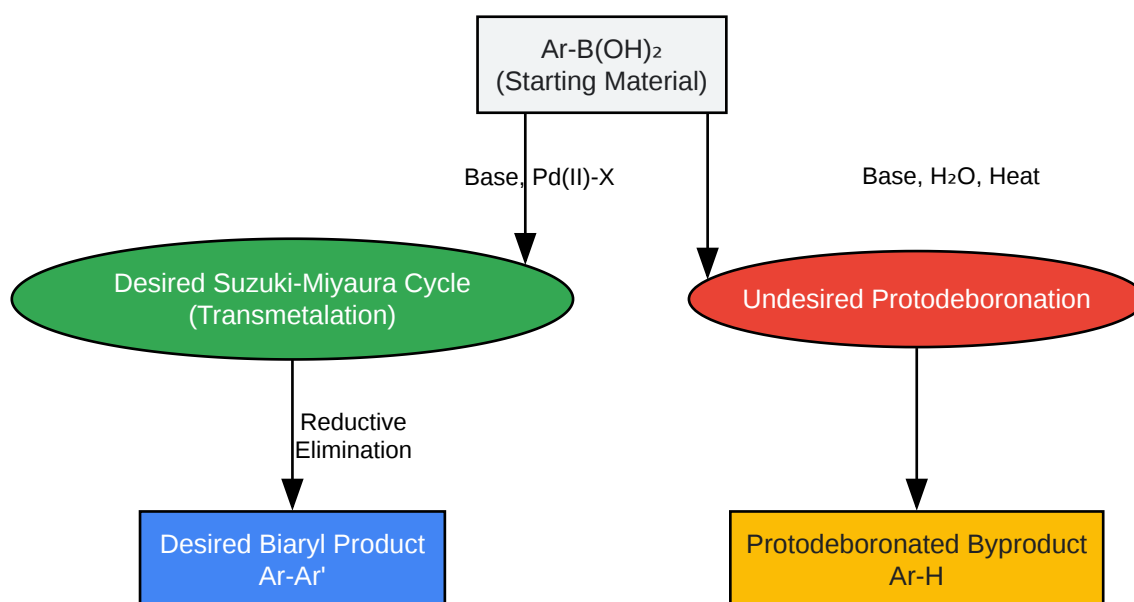 Ar-B(OH)₂
(Starting Material)
Base, Pd(II)-X
Base, H₂O, Heat
Desired Suzuki-Miyaura Cycle
(Transmetalation)
Undesired Protodeboronation
Reductive
Elimination
Desired Biaryl Product
Ar-Ar'
Protodeboronated Byproduct
Ar-H